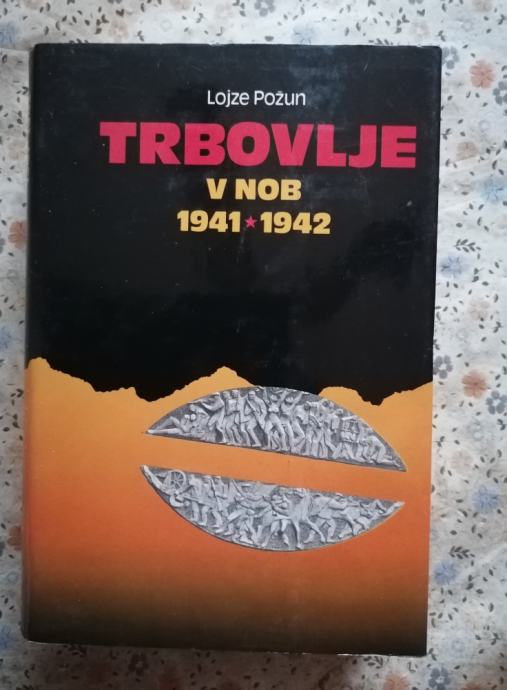 Lojze Požun
TRBOVLJE
V NOB
1941★1942